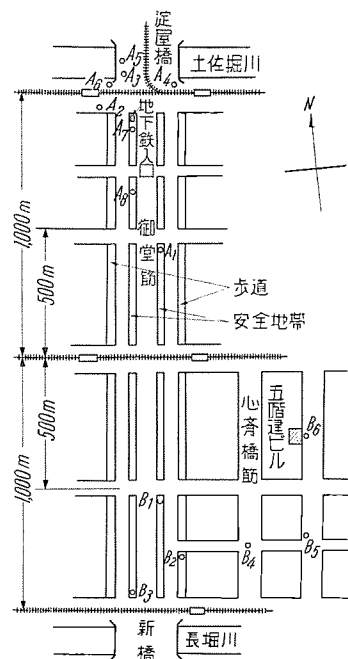 淀屋橋
土佐堀川
A5
A3
A6
A4
A2
A7
地下鉄入口
N
A8
御堂筋
A1
1,000m
500m
歩道
安全地帯
500m
1,000m
心斉橋筋
五階建ビル
B6
B1
B2
B4
B5
B3
新橋
長堀川